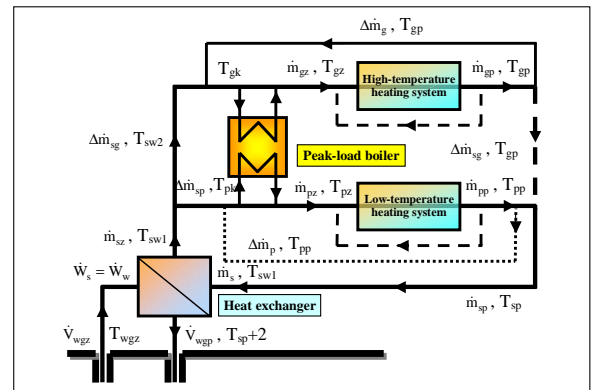 Δṁg , Tgp
Tgk
ṁgz , Tgz
High-temperature
heating system
ṁgp , Tgp
Δṁsg , Tsw2
Peak-load boiler
Δṁsg , Tgp
Δṁsp , Tpk
ṁpz , Tpz
Low-temperature
heating system
ṁpp , Tpp
ṁsz , Tsw1
Δṁp , Tpp
Ẇs = Ẇw
ṁs , Tsw1
Heat exchanger
ṁsp , Tsp
V̇wgz
Twgz
V̇wgp , Tsp+2